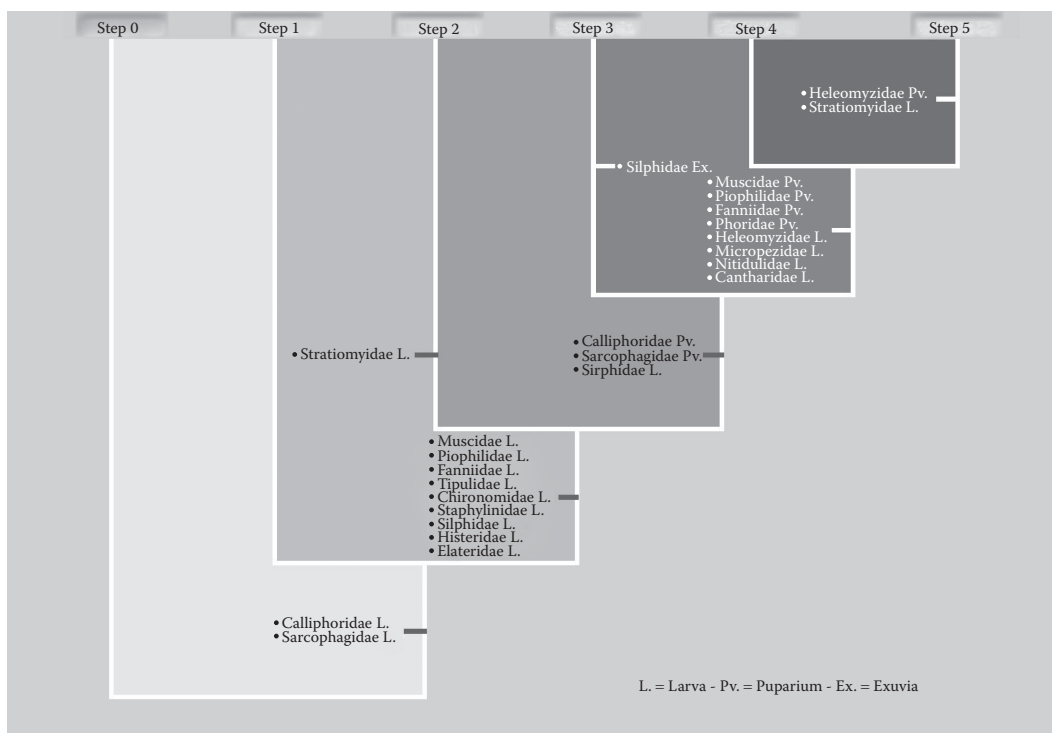 Step 0 Step 1 Step 2 Step 3 Step 4 Step 5
• Heleomyzidae Pv.
• Stratiomyidae L.
• Silphidae Ex.
• Muscidae Pv.
• Piophilidae Pv.
• Fanniidae Pv.
• Phoridae Pv.
• Heleomyzidae L.
• Micropezidae L.
• Nitidulidae L.
• Cantharidae L.
• Stratiomyidae L.
• Calliphoridae Pv.
• Sarcophagidae Pv.
• Sirphidae L.
• Muscidae L.
• Piophilidae L.
• Fanniidae L.
• Tipulidae L.
• Chironomidae L.
• Staphylinidae L.
• Silphidae L.
• Histeridae L.
• Elateridae L.
• Calliphoridae L.
• Sarcophagidae L.
L. = Larva - Pv. = Puparium - Ex. = Exuvia